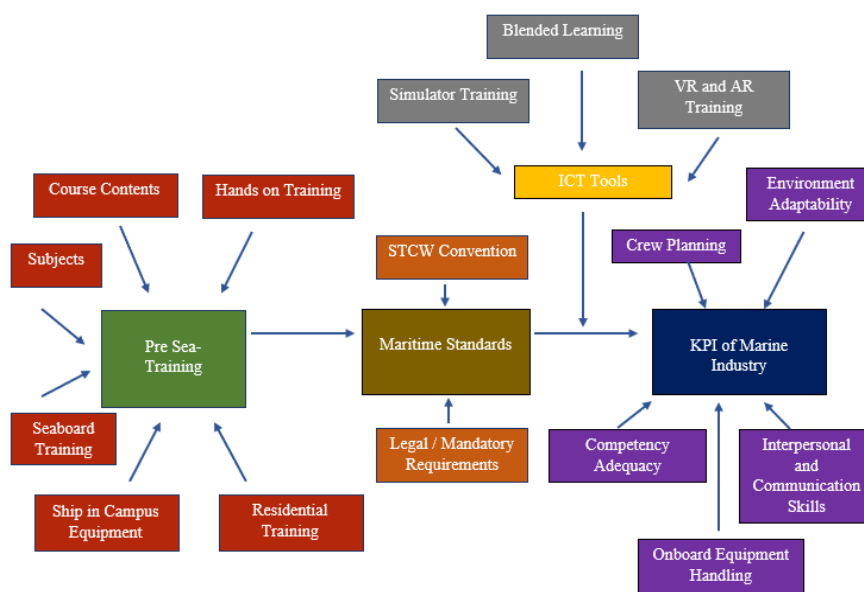 Blended Learning
Simulator Training
VR and AR
Training
ICT Tools
Environment
Adaptability
Course Contents
Hands on Training
Subjects
STCW Convention
Crew Planning
Pre Sea-
Training
Maritime Standards
KPI of Marine
Industry
Seaboard
Training
Legal / Mandatory
Requirements
Competency
Adequacy
Interpersonal
and
Communication
Skills
Ship in Campus
Equipment
Residential
Training
Onboard Equipment
Handling